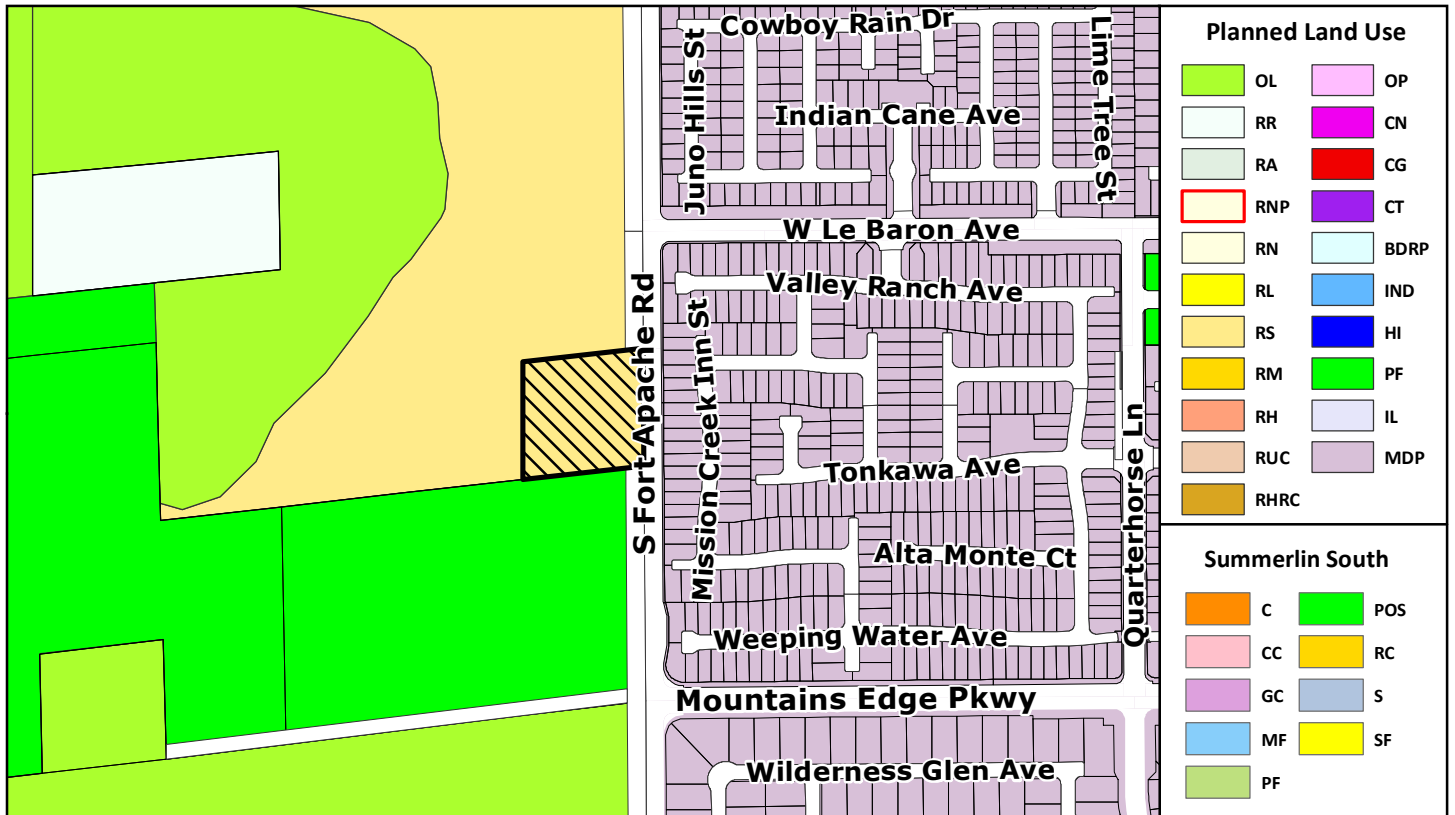 Cowboy Rain Dr
Juno Hills St
Lime Tree St
Indian Cane Ave
W Le Baron Ave
Valley Ranch Ave
S Fort Apache Rd
Mission Creek Inn St
Tonkawa Ave
Quarterhorse Ln
Alta Monte Ct
Weeping Water Ave
Mountains Edge Pkwy
Wilderness Glen Ave
Planned Land Use
OL OP
RR CN
RA CG
RNP CT
RN BDRP
RL IND
RS HI
RM PF
RH IL
RUC MDP
RHRC
Summerlin South
C POS
CC RC
GC S
MF SF
PF